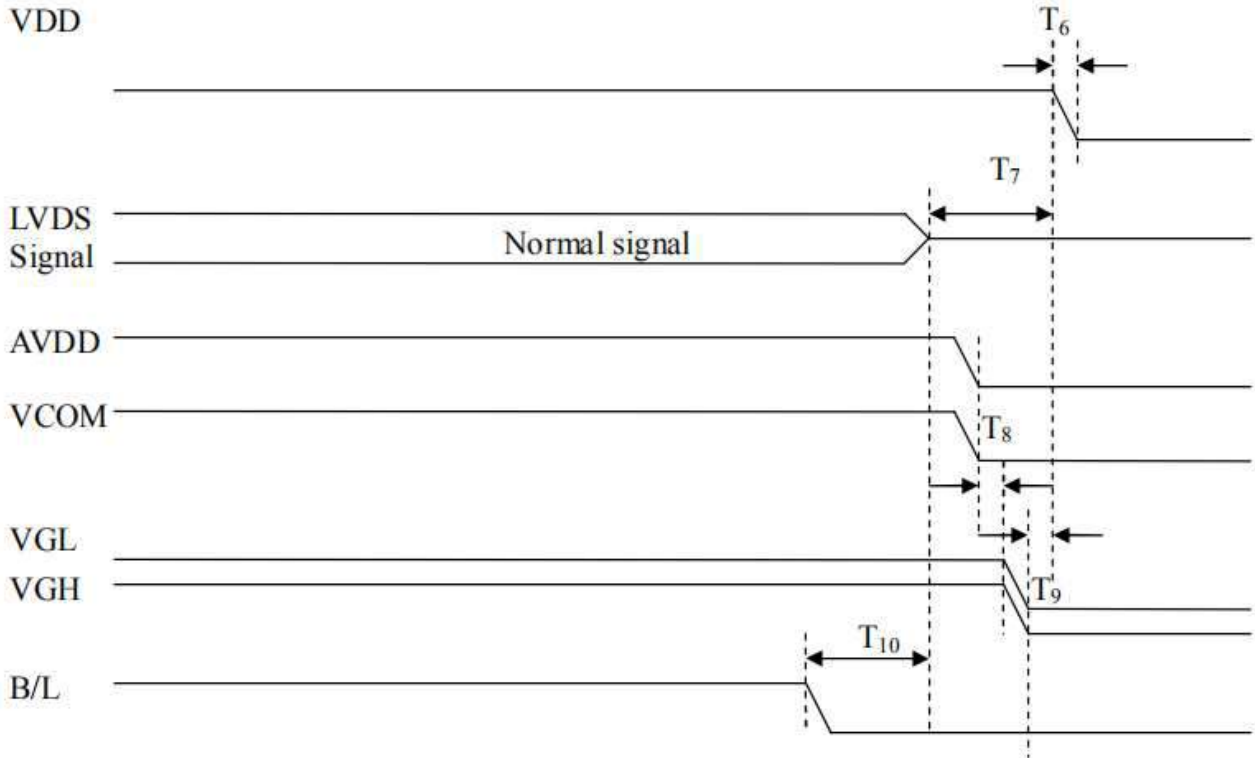 VDD
T6
T7
LVDS
Signal
Normal signal
AVDD
VCOM
T8
VGL
VGH
T9
T10
B/L